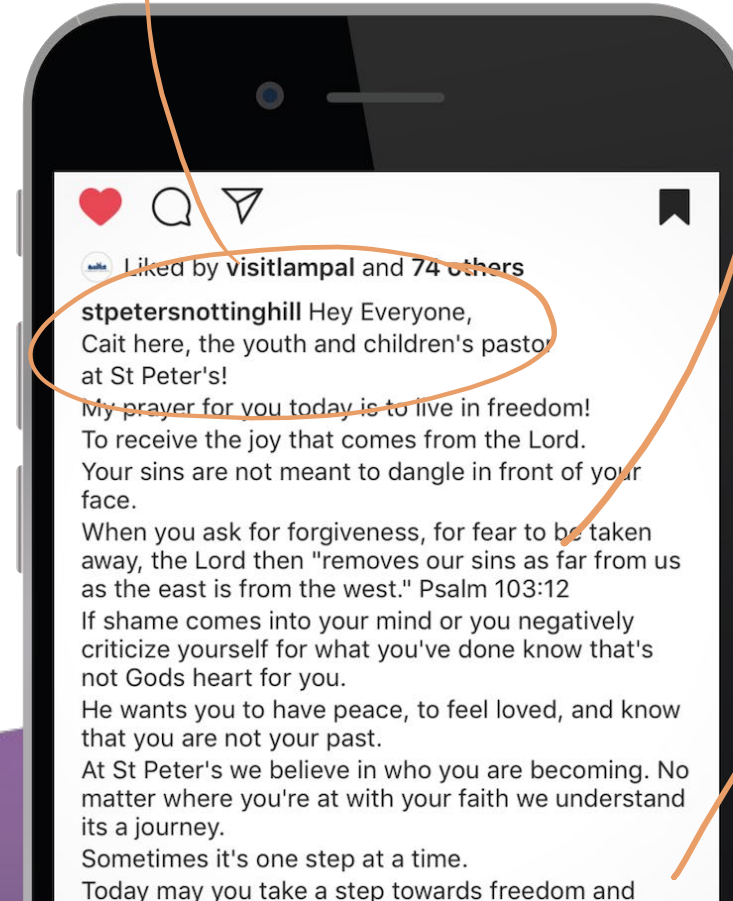 Liked by visitlampal and 74 others
stpetersnottinghill Hey Everyone,
Cait here, the youth and children's pastor
at St Peter's!
My prayer for you today is to live in freedom!
To receive the joy that comes from the Lord.
Your sins are not meant to dangle in front of your
face.
When you ask for forgiveness, for fear to be taken
away, the Lord then "removes our sins as far from us
as the east is from the west." Psalm 103:12
If shame comes into your mind or you negatively
criticize yourself for what you've done know that's
not Gods heart for you.
He wants you to have peace, to feel loved, and know
that you are not your past.
At St Peter's we believe in who you are becoming. No
matter where you're at with your faith we understand
its a journey.
Sometimes it's one step at a time.
Today may you take a step towards freedom and